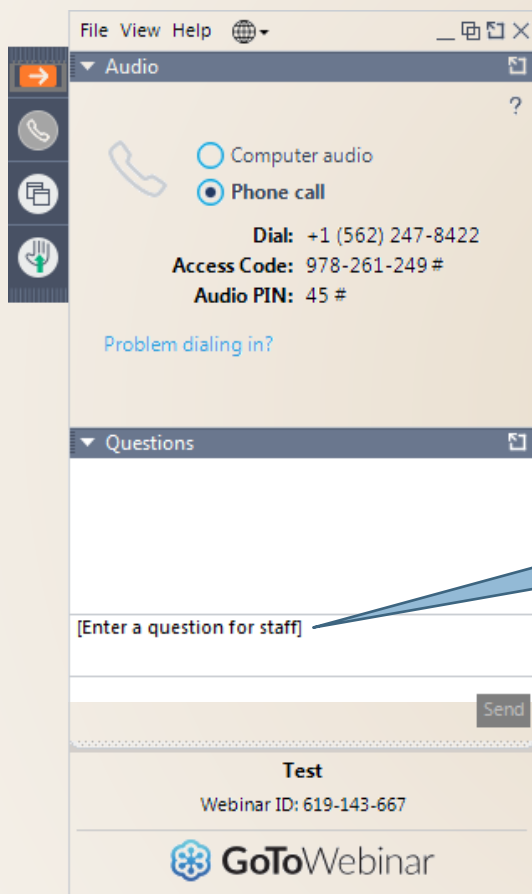 File View Help
Audio
?
Computer audio
Phone call
Dial: +1 (562) 247-8422
Access Code: 978-261-249 #
Audio PIN: 45 #
Problem dialing in?
Questions
[Enter a question for staff]
Send
Test
Webinar ID: 619-143-667
GoToWebinar